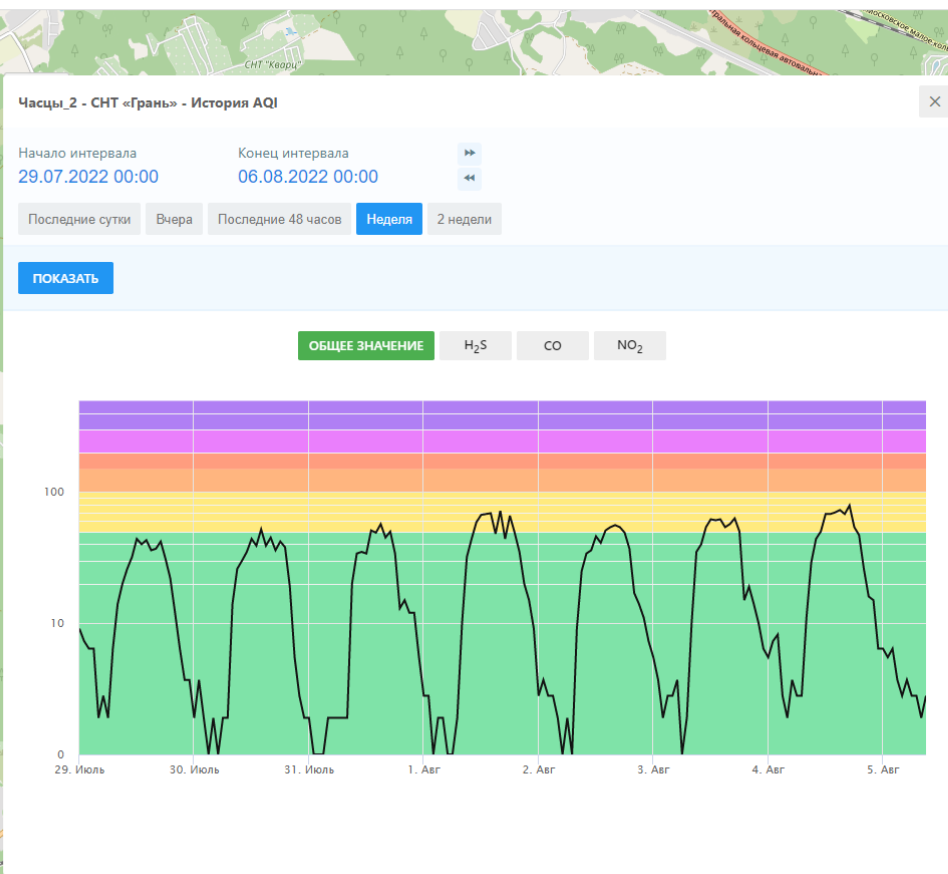 СНТ "Кварц"
Часцы_2 - СНТ «Грань» - История AQI
Начало интервала
Конец интервала
29.07.2022 00:00
06.08.2022 00:00
Последние сутки
Вчера
Последние 48 часов
Неделя
2 недели
ПОКАЗАТЬ
ОБЩЕЕ ЗНАЧЕНИЕ
H₂S
CO
NO₂
100
10
0
29. Июль
30. Июль
31. Июль
1. Авг
2. Авг
3. Авг
4. Авг
5. Авг